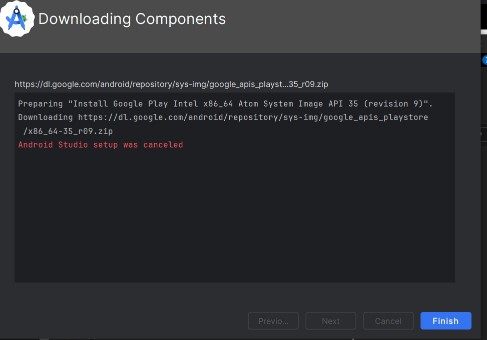 Downloading Components
https://dl.google.com/android/repository/sys-img/google_apis_playst...35_r09.zip
Preparing "Install Google Play Intel x86_64 Atom System Image API 35 (revision 9)".
Downloading https://dl.google.com/android/repository/sys-img/google_apis_playstore
/x86_64-35_r09.zip
Android Studio setup was canceled
Previo... Next Cancel Finish